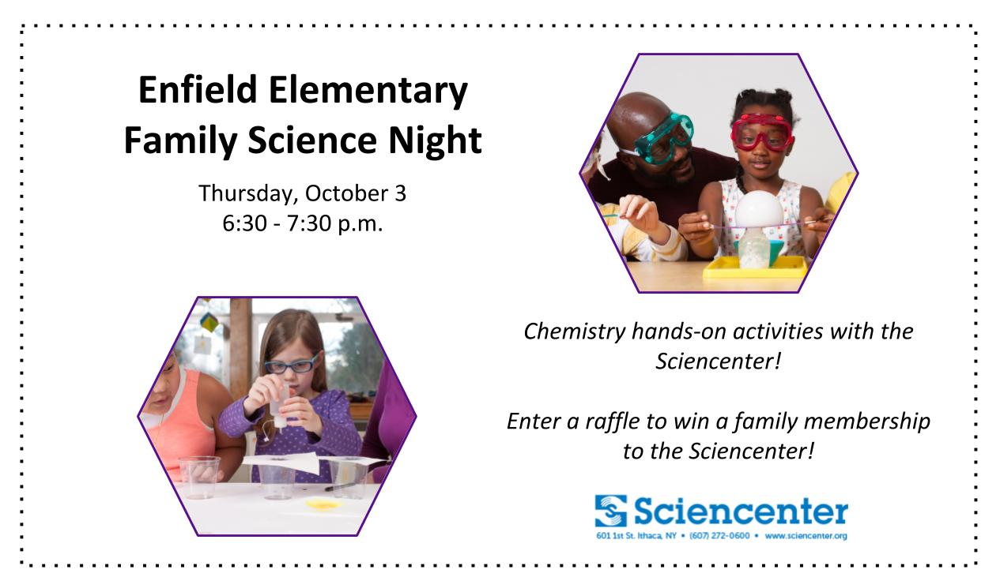 Enfield Elementary
Family Science Night
Thursday, October 3
6:30 - 7:30 p.m.
Chemistry hands-on activities with the
Sciencenter!
Enter a raffle to win a family membership
to the Sciencenter!
Sciencenter
601 1st St. Ithaca, NY • (607) 272-0600 • www.sciencenter.org